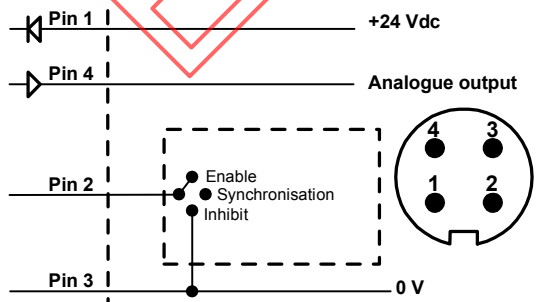 Pin 1
+24 Vdc
Pin 4
Analogue output
4 3
Enable
Pin 2
Synchronisation
1 2
Inhibit
Pin 3
0 V